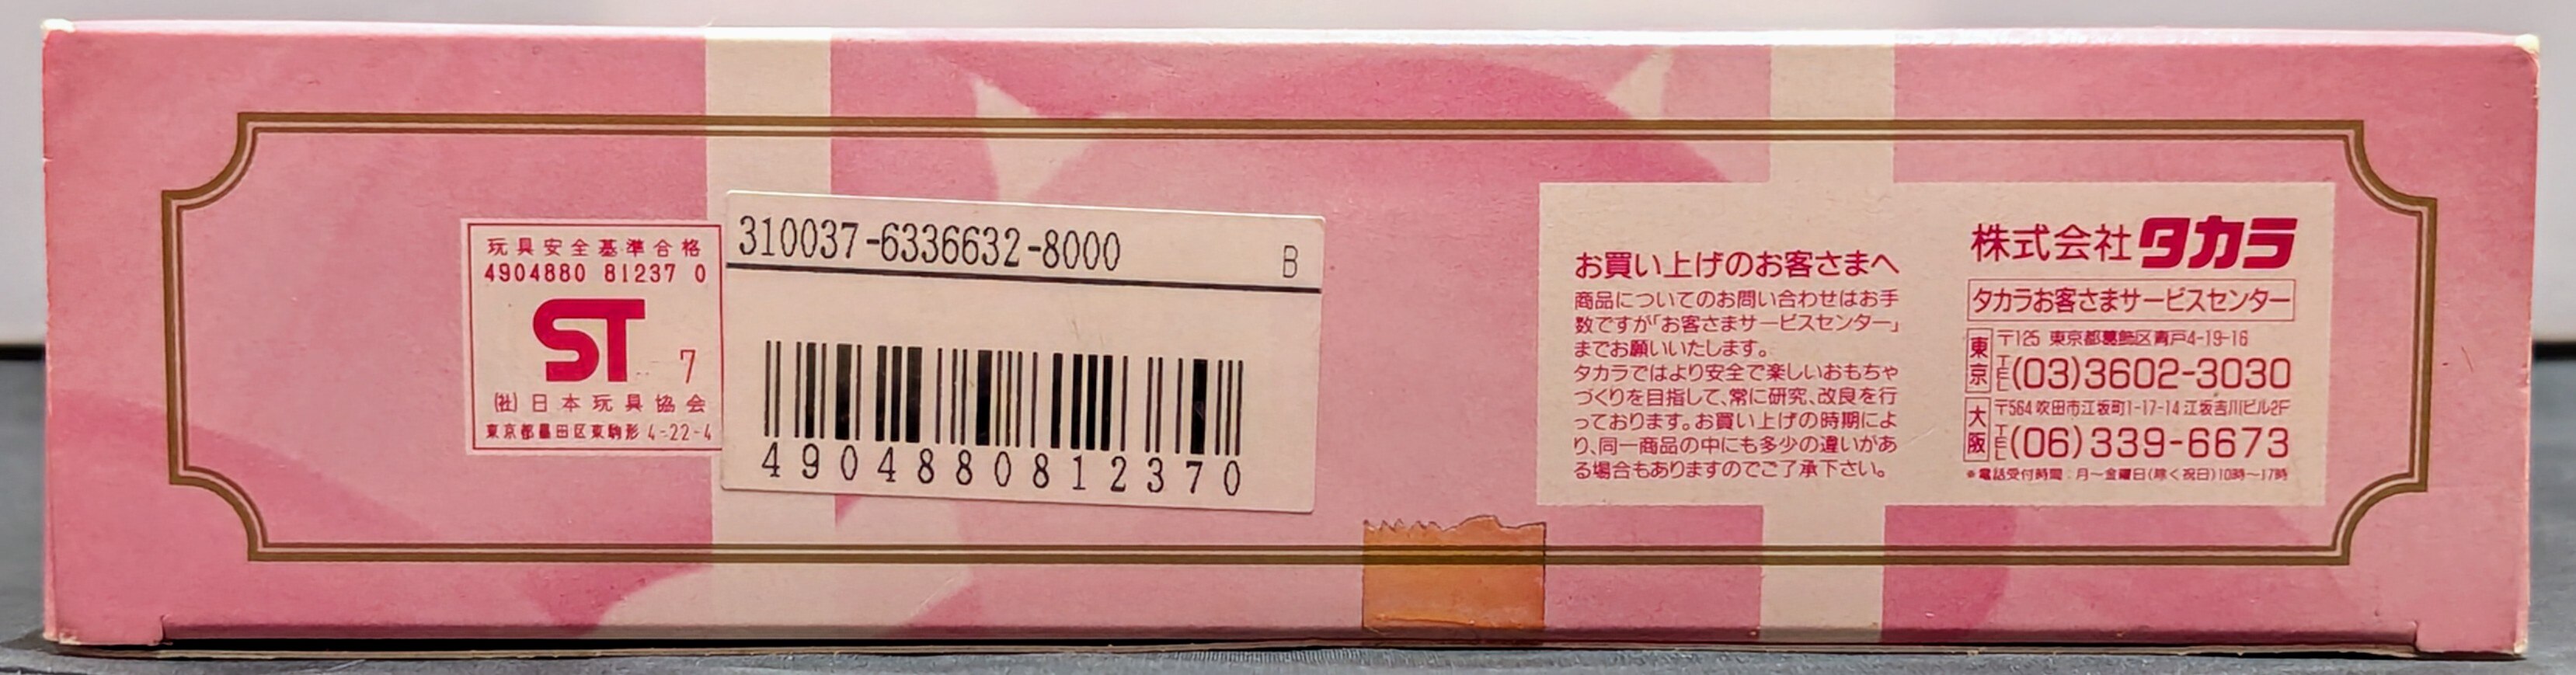 玩具安全基準合格
4904880 81237 0
ST 7
(社)日本玩具協会
東京都墨田区東駒形4-22-4
310037-6336632-8000 B
4904880812370
お買い上げのお客さまへ
商品についてのお問い合わせはお手
数ですが「お客さまサービスセンター」
までお願いいたします。
タカラではより安全で楽しいおもちゃ
づくりを目指して、常に研究、改良を行
っております。お買い上げの時期によ
り、同一商品の中にも多少の違いがあ
る場合もありますのでご了承下さい。
株式会社タカラ
タカラお客さまサービスセンター
東京 〒125 東京都葛飾区青戸4-19-16
TEL(03)3602-3030
大阪 〒564 吹田市江坂町1-17-14 江坂吉川ビル2F
TEL(06)339-6673
※電話受付時間:月〜金曜日(除く祝日)10時〜17時